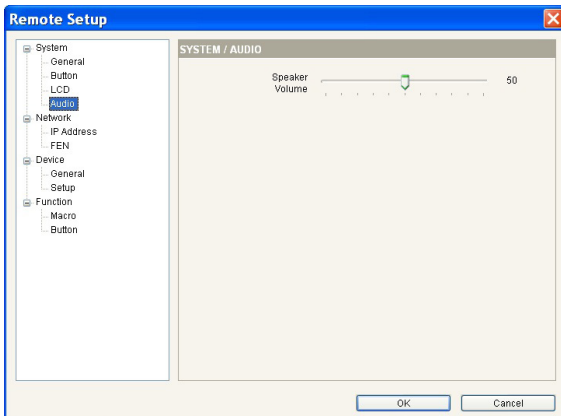 Remote Setup
System
General
Button
LCD
Audio
Network
IP Address
FEN
Device
General
Setup
Function
Macro
Button
SYSTEM / AUDIO
Speaker
Volume
50
OK
Cancel